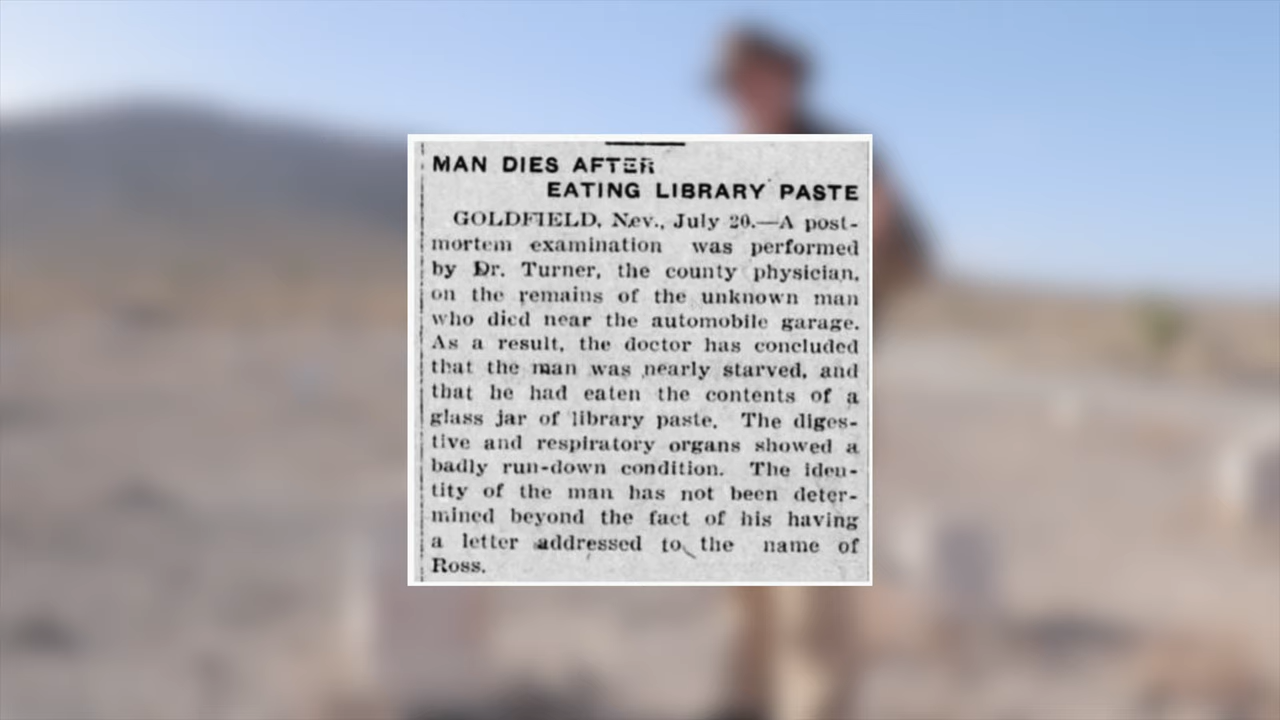 MAN DIES AFTER
EATING LIBRARY PASTE
GOLDFIELD, Nev., July 20.—A post-
mortem examination was performed
by Dr. Turner, the county physician,
on the remains of the unknown man
who died near the automobile garage.
As a result, the doctor has concluded
that the man was nearly starved, and
that he had eaten the contents of a
glass jar of library paste. The diges-
tive and respiratory organs showed a
badly run-down condition. The iden-
tity of the man has not been deter-
mined beyond the fact of his having
a letter addressed to the name of
Ross.